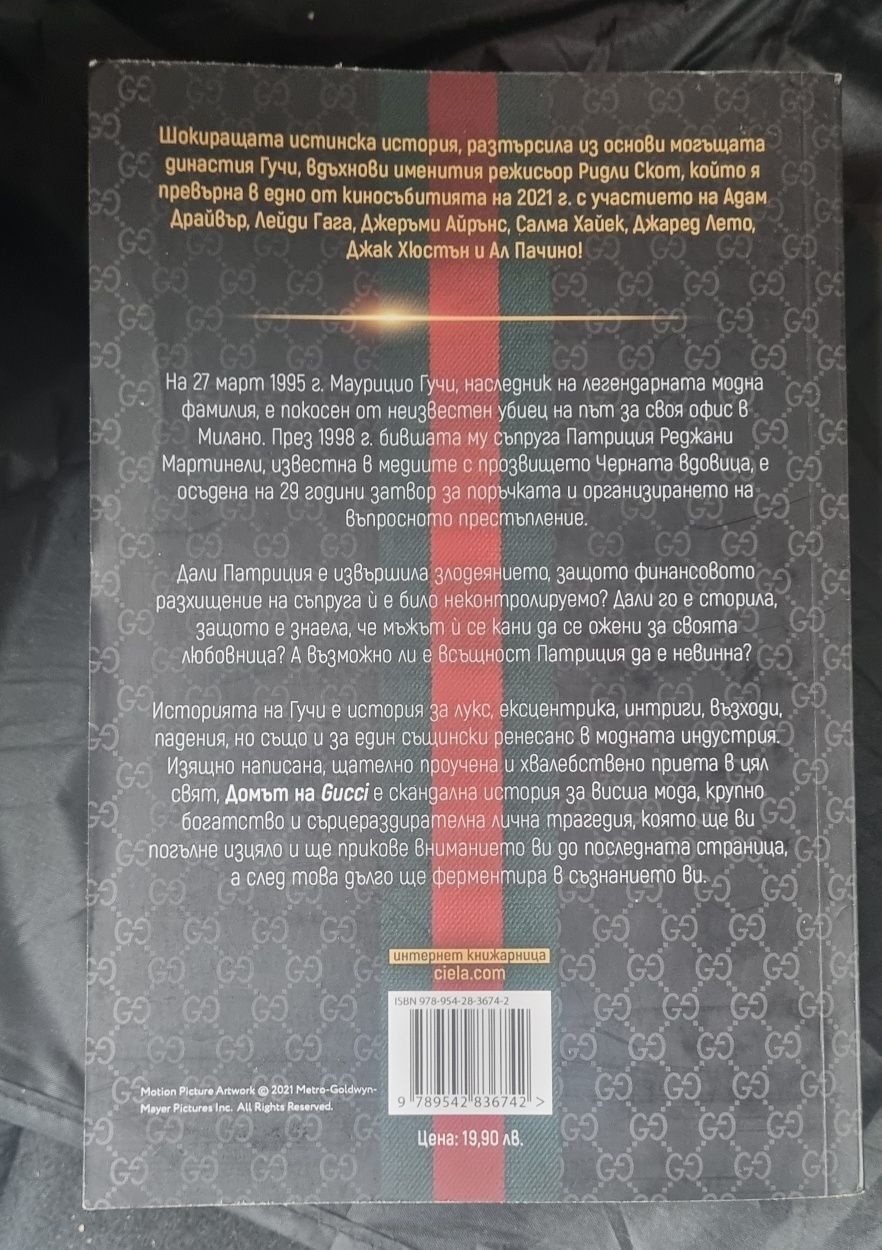 Шокиращата истинска история, разтърсила из основи могъщата
династия Гучи, вдъхнови именития режисьор Ридли Скот, който я
превърна в едно от киносъбитията на 2021 г. с участието на Адам
Драйвър, Лейди Гага, Джеръми Айрънс, Салма Хайек, Джаред Лето,
Джак Хюстън и Ал Пачино!
На 27 март 1995 г. Маурицио Гучи, наследник на легендарната модна
фамилия, е покосен от неизвестен убиец на път за своя офис в
Милано. През 1998 г. бившата му съпруга Патриция Реджани
Мартинели, известна в медиите с прозвището Черната вдовица, е
осъдена на 29 години затвор за поръчката и организирането на
въпросното престъпление.
Дали Патриция е извършила злодеянието, защото финансовото
разхищение на съпруга ѝ е било неконтролируемо? Дали го е сторила,
защото е знаела, че мъжът ѝ се кани да се ожени за своята
любовница? А възможно ли е всъщност Патриция да е невинна?
Историята на Гучи е история за лукс, ексцентрика, интриги, възходи,
падения, но също и за един същински ренесанс в модната индустрия.
Изящно написана, щателно проучена и хвалебствено приета в цял
свят, Домът на Gucci е скандална история за висша мода, крупно
богатство и сърцераздирателна лична трагедия, която ще ви
погълне изцяло и ще прикове вниманието ви до последната страница,
а след това дълго ще ферментира в съзнанието ви.
интернет книжарница
ciela.com
ISBN 978-954-28-3674-2
9 789542 836742 >
Motion Picture Artwork © 2021 Metro-Goldwyn-
Mayer Pictures Inc. All Rights Reserved.
Цена: 19,90 лв.